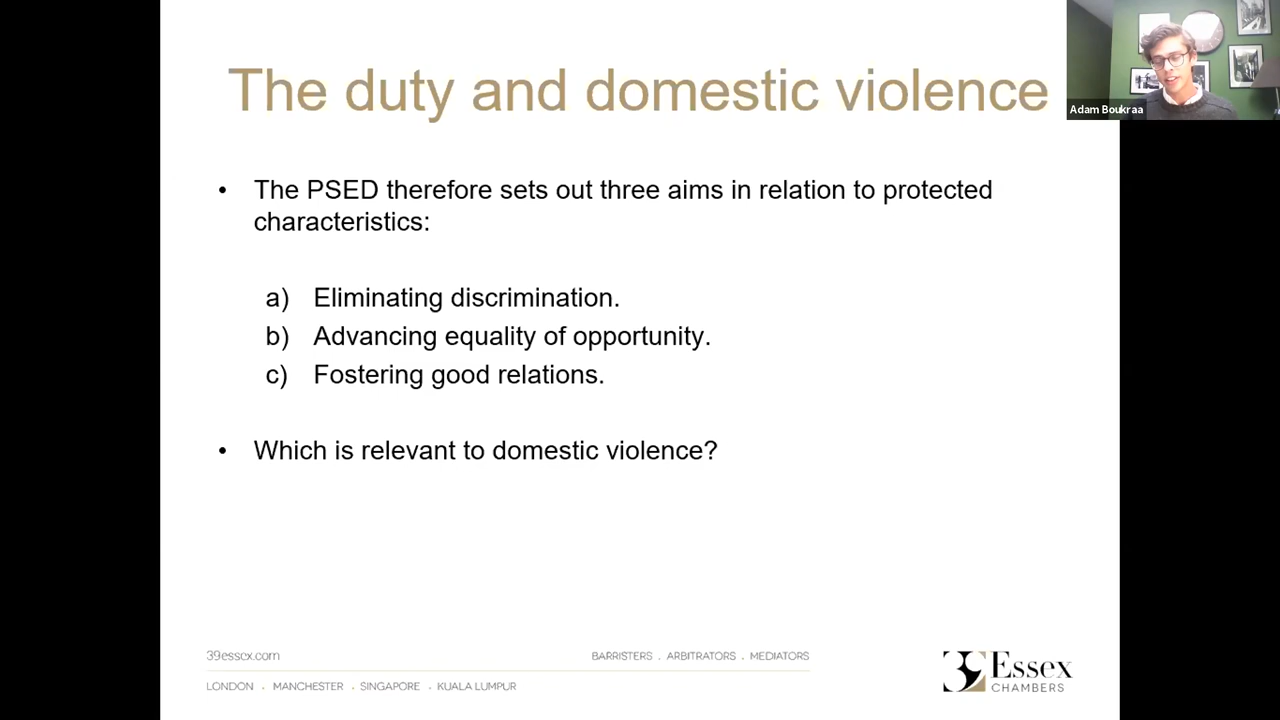 The duty and domestic violence
Adam Boukraa
• The PSED therefore sets out three aims in relation to protected
characteristics:
a) Eliminating discrimination.
b) Advancing equality of opportunity.
c) Fostering good relations.
• Which is relevant to domestic violence?
39essex.com
BARRISTERS . ARBITRATORS . MEDIATORS
LONDON . MANCHESTER . SINGAPORE . KUALA LUMPUR
39 Essex
CHAMBERS